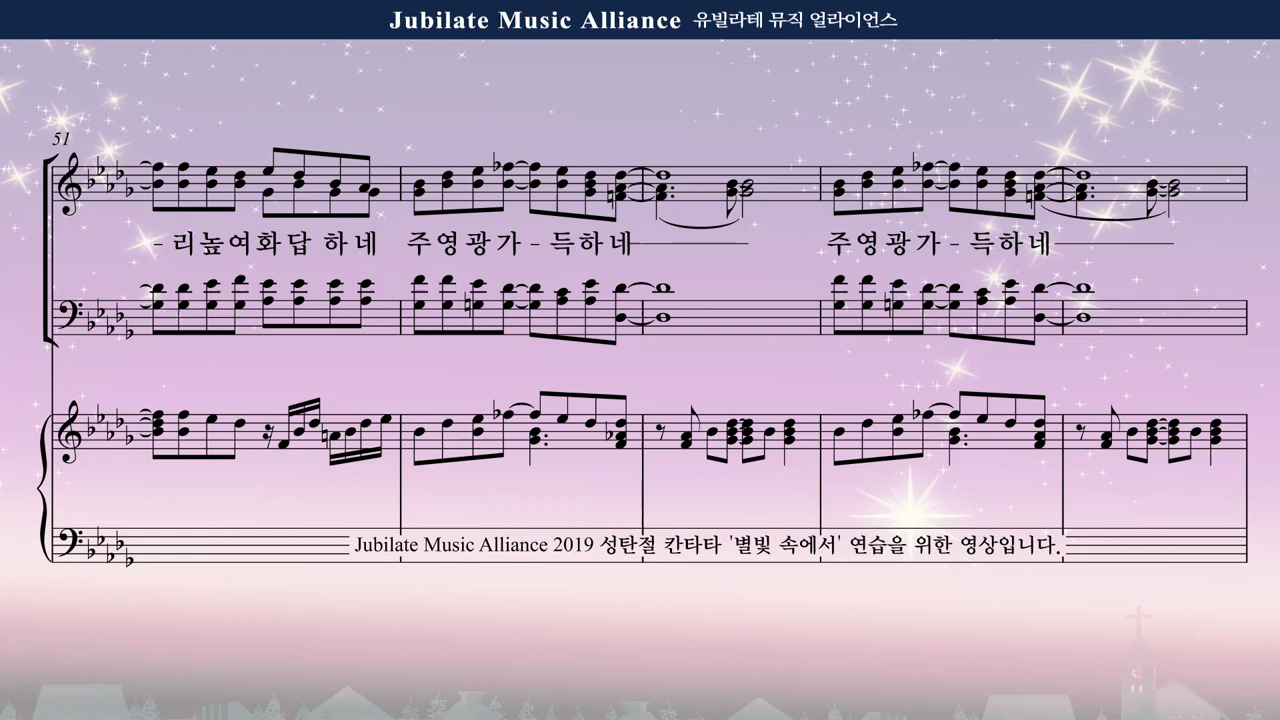 Jubilate Music Alliance 유빌라테 뮤직 얼라이언스
51
- 리높여화답 하네 주영광가 - 득하네 주영광가 - 득하네
Jubilate Music Alliance 2019 성탄절 칸타타 '별빛 속에서' 연습을 위한 영상입니다.